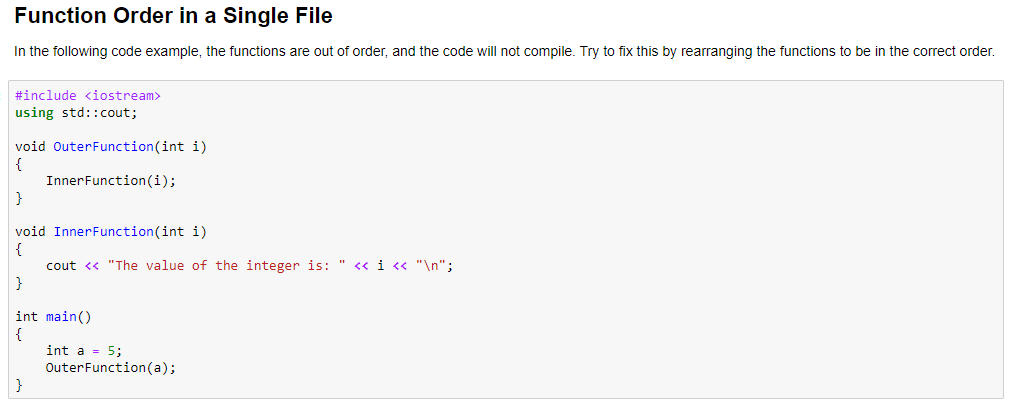 Function Order in a Single File
In the following code example, the functions are out of order, and the code will not compile. Try to fix this by rearranging the functions to be in the correct order.
#include <iostream>
using std::cout;
void OuterFunction(int i)
{
    InnerFunction(i);
}
void InnerFunction(int i)
{
    cout << "The value of the integer is: " << i << "\n";
}
int main()
{
    int a = 5;
    OuterFunction(a);
}